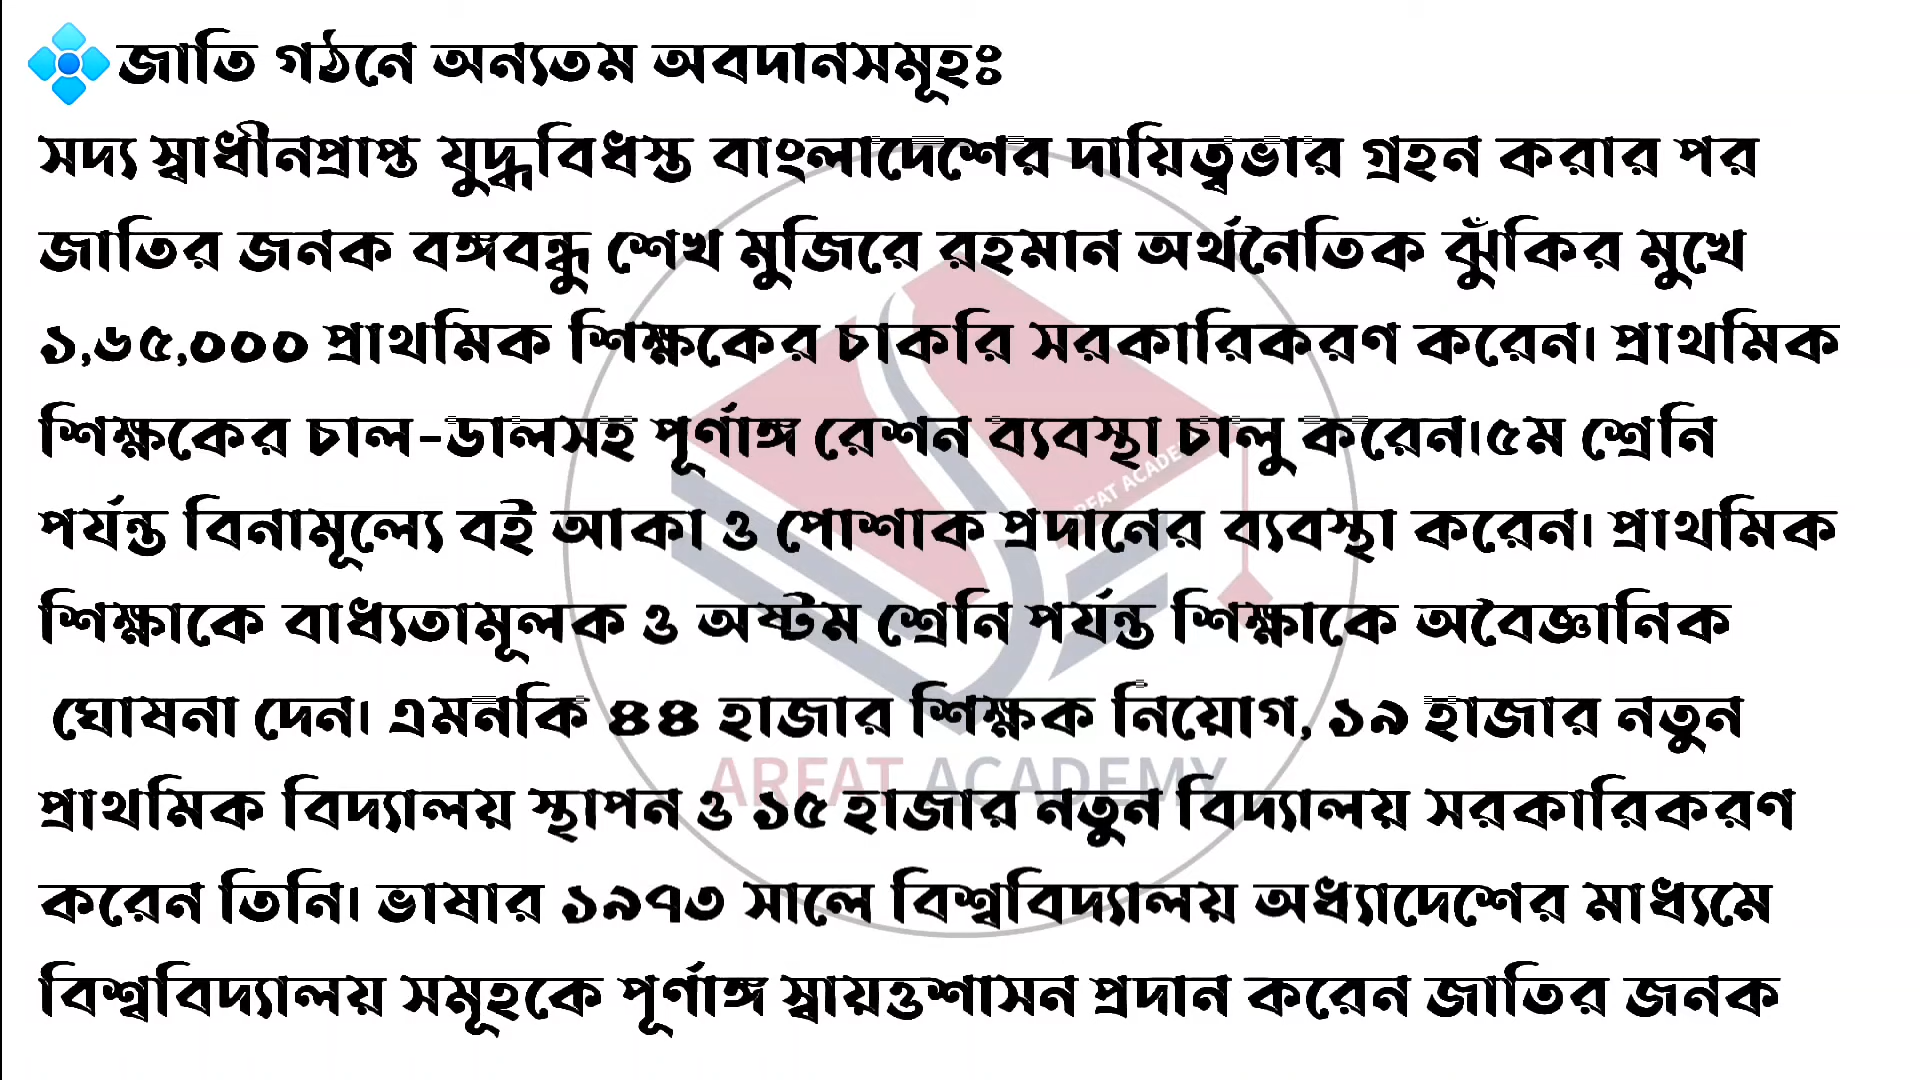 জাতি গঠনে অন্যতম অবদানসমূহঃ
সদ্য স্বাধীনপ্রাপ্ত যুদ্ধবিধস্ত বাংলাদেশের দায়িত্বভার গ্রহন করার পর
জাতির জনক বঙ্গবন্ধু শেখ মুজিরে রহমান অর্থনৈতিক ঝুঁকির মুখে
১,৬৫,০০০ প্রাথমিক শিক্ষকের চাকরি সরকারিকরণ করেন। প্রাথমিক
শিক্ষকের চাল-ডালসহ পূর্ণাঙ্গ রেশন ব্যবস্থা চালু করেন।৫ম শ্রেনি
পর্যন্ত বিনামূল্যে বই আকা ও পোশাক প্রদানের ব্যবস্থা করেন। প্রাথমিক
শিক্ষাকে বাধ্যতামূলক ও অষ্টম শ্রেনি পর্যন্ত শিক্ষাকে অবৈজ্ঞানিক
ঘোষনা দেন। এমনকি ৪৪ হাজার শিক্ষক নিয়োগ, ১৯ হাজার নতুন
প্রাথমিক বিদ্যালয় স্থাপন ও ১৫ হাজার নতুন বিদ্যালয় সরকারিকরণ
করেন তিনি। ভাষার ১৯৭৩ সালে বিশ্ববিদ্যালয় অধ্যাদেশের মাধ্যমে
বিশ্ববিদ্যালয় সমূহকে পূর্ণাঙ্গ স্বায়ত্তশাসন প্রদান করেন জাতির জনক
ARFAT ACADEMY